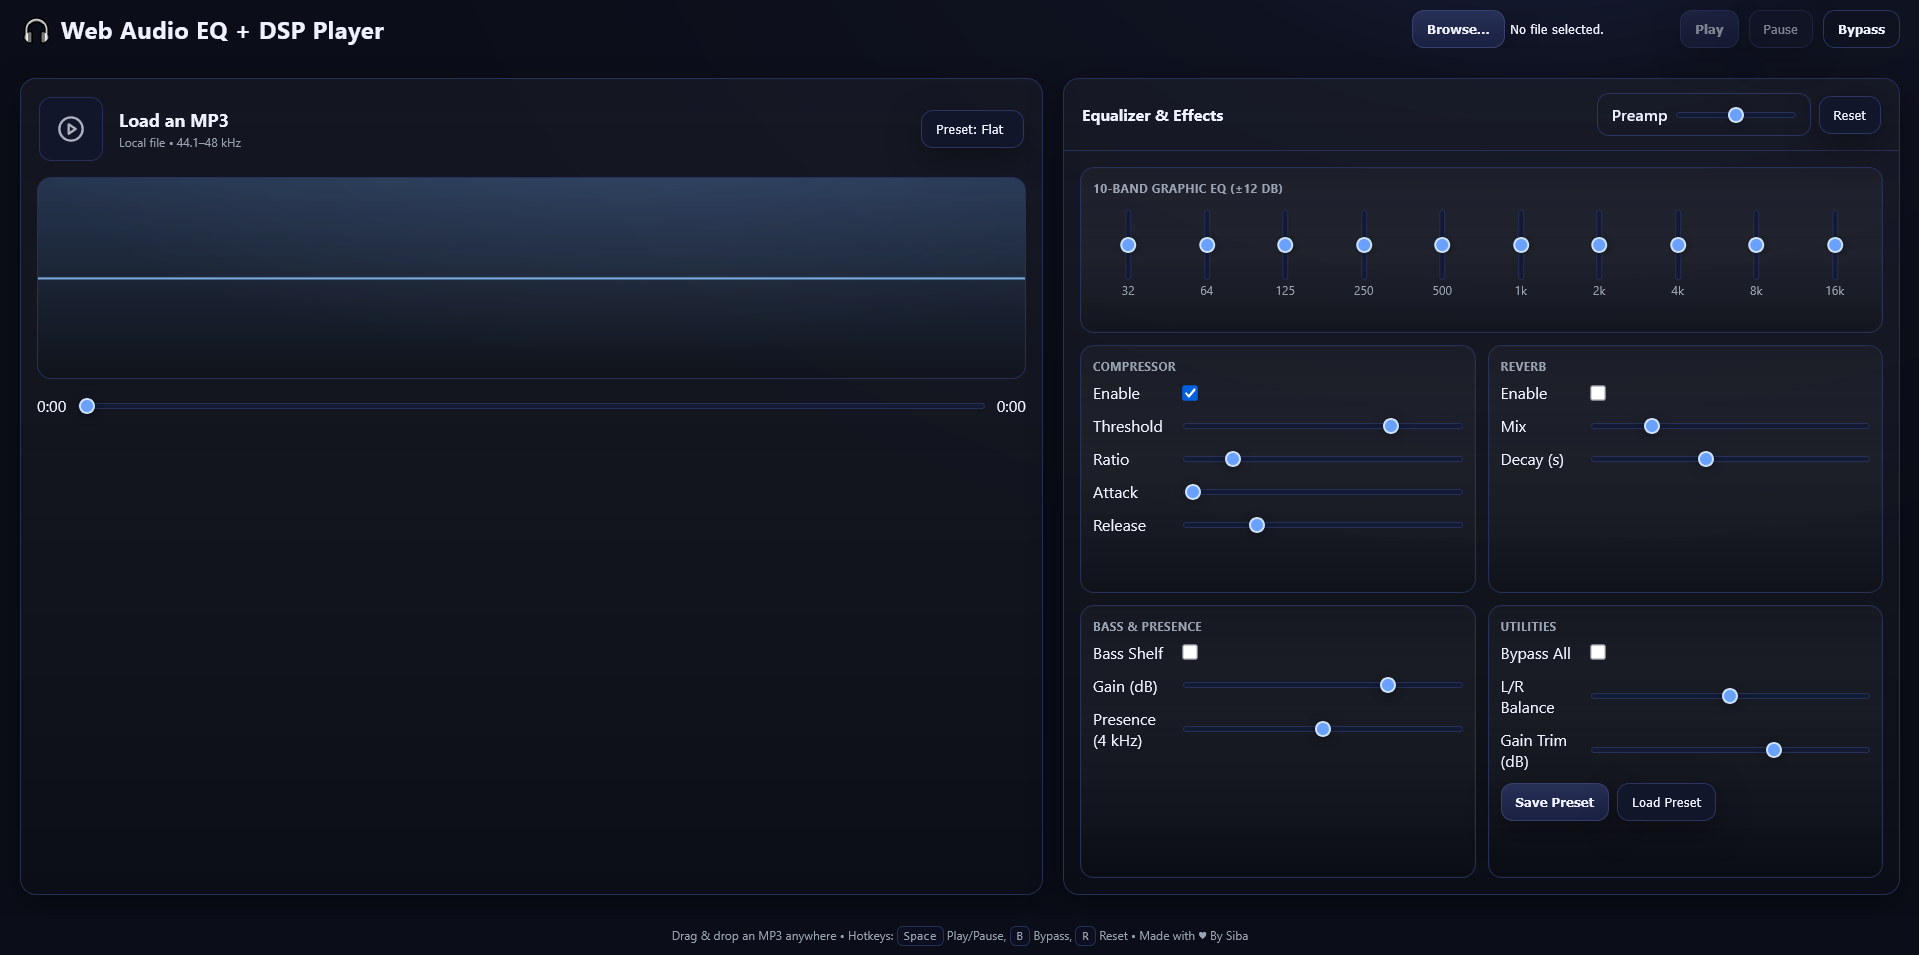 Web Audio EQ + DSP Player
Browse... No file selected. Play Pause Bypass
Load an MP3
Local file • 44.1–48 kHz
Preset: Flat
0:00 0:00
Equalizer & Effects
Preamp Reset
10-BAND GRAPHIC EQ (±12 DB)
32 64 125 250 500 1k 2k 4k 8k 16k
COMPRESSOR
Enable
Threshold
Ratio
Attack
Release
REVERB
Enable
Mix
Decay (s)
BASS & PRESENCE
Bass Shelf
Gain (dB)
Presence
(4 kHz)
UTILITIES
Bypass All
L/R
Balance
Gain Trim
(dB)
Save Preset Load Preset
Drag & drop an MP3 anywhere • Hotkeys: Space Play/Pause, B Bypass, R Reset • Made with ♥ By Siba